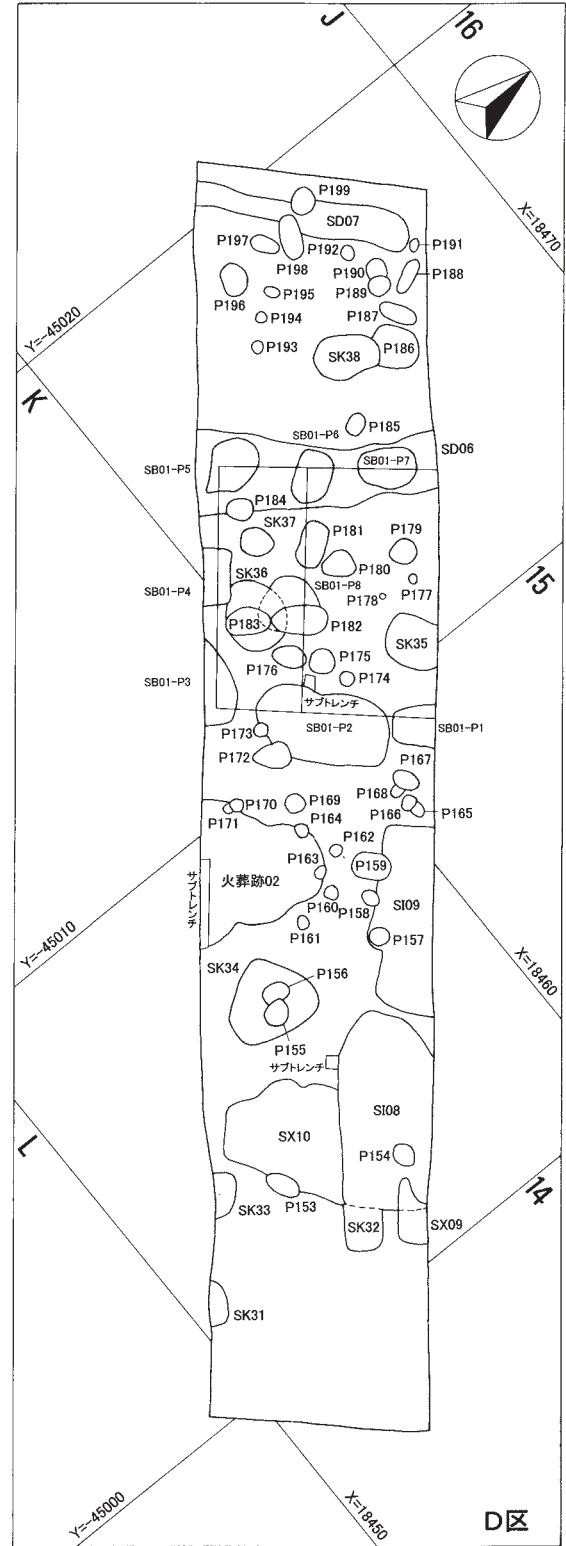 J
16
X=18470
P199
SD07
P197
P192
P191
P198
P190
P188
P196
P195
P189
P194
P187
Y=-45020
P193
SK38
P186
K
P185
SB01-P6
SD06
SB01-P5
SB01-P7
P184
SK37
P181
P179
P180
SK36
SB01-P8
P177
15
SB01-P4
P178
P183
P182
SK35
P176
P175
SB01-P3
P174
サブトレンチ
P173
SB01-P2
SB01-P1
P172
P167
P168
P170
P169
P166
P165
P171
P164
P162
P163
P159
サブトレンチ
火葬跡02
P160
P158
SI09
P161
P157
Y=-45010
X=18460
SK34
P156
P155
サブトレンチ
SI08
SX10
L
P154
14
SK33
P153
SK32
SX09
SK31
Y=-45000
X=18450
D区